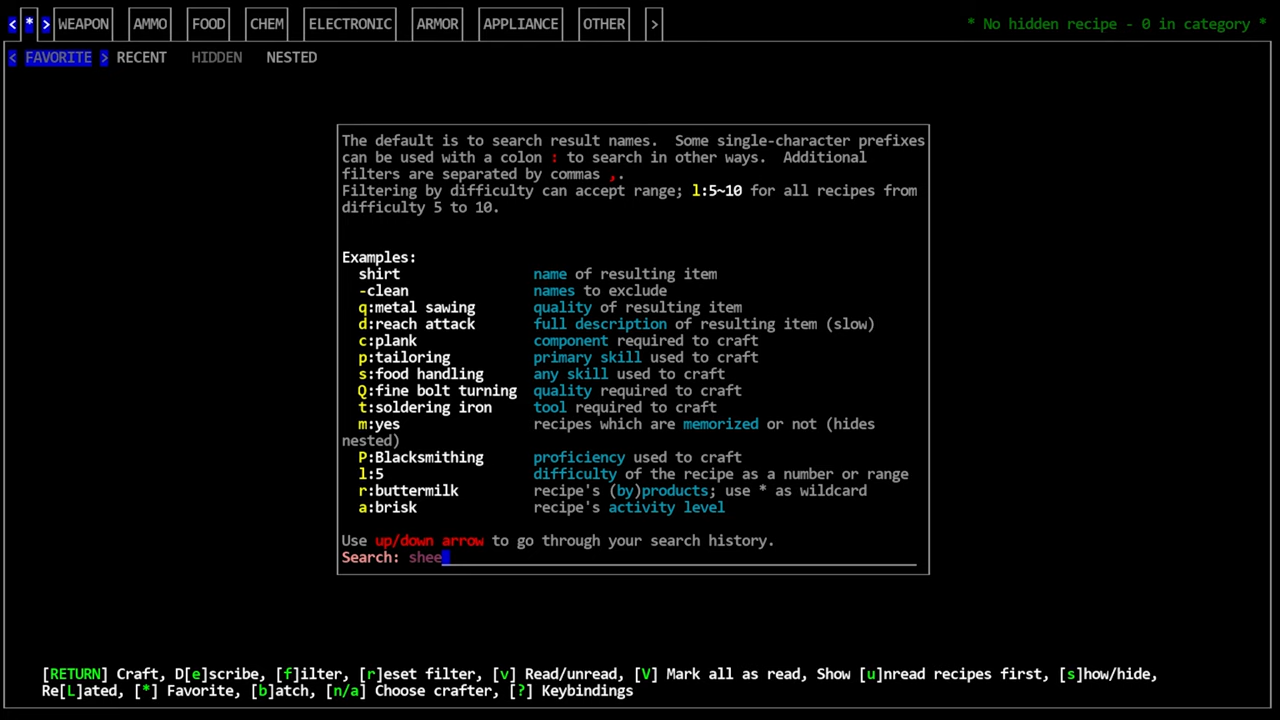 < * > WEAPON AMMO FOOD CHEM ELECTRONIC ARMOR APPLIANCE OTHER > * No hidden recipe - 0 in category *
< FAVORITE > RECENT HIDDEN NESTED
The default is to search result names.  Some single-character prefixes
can be used with a colon : to search in other ways.  Additional
filters are separated by commas ,.
Filtering by difficulty can accept range; l:5~10 for all recipes from
difficulty 5 to 10.
Examples:
shirt name of resulting item
-clean names to exclude
q:metal sawing quality of resulting item
d:reach attack full description of resulting item (slow)
c:plank component required to craft
p:tailoring primary skill used to craft
s:food handling any skill used to craft
Q:fine bolt turning quality required to craft
t:soldering iron tool required to craft
m:yes recipes which are memorized or not (hides
nested)
P:Blacksmithing proficiency used to craft
l:5 difficulty of the recipe as a number or range
r:buttermilk recipe's (by)products; use * as wildcard
a:brisk recipe's activity level
Use up/down arrow to go through your search history.
Search: shee
[RETURN] Craft, D[e]scribe, [f]ilter, [r]eset filter, [v] Read/unread, [V] Mark all as read, Show [u]nread recipes first, [s]how/hide,
Re[L]ated, [*] Favorite, [b]atch, [n/a] Choose crafter, [?] Keybindings